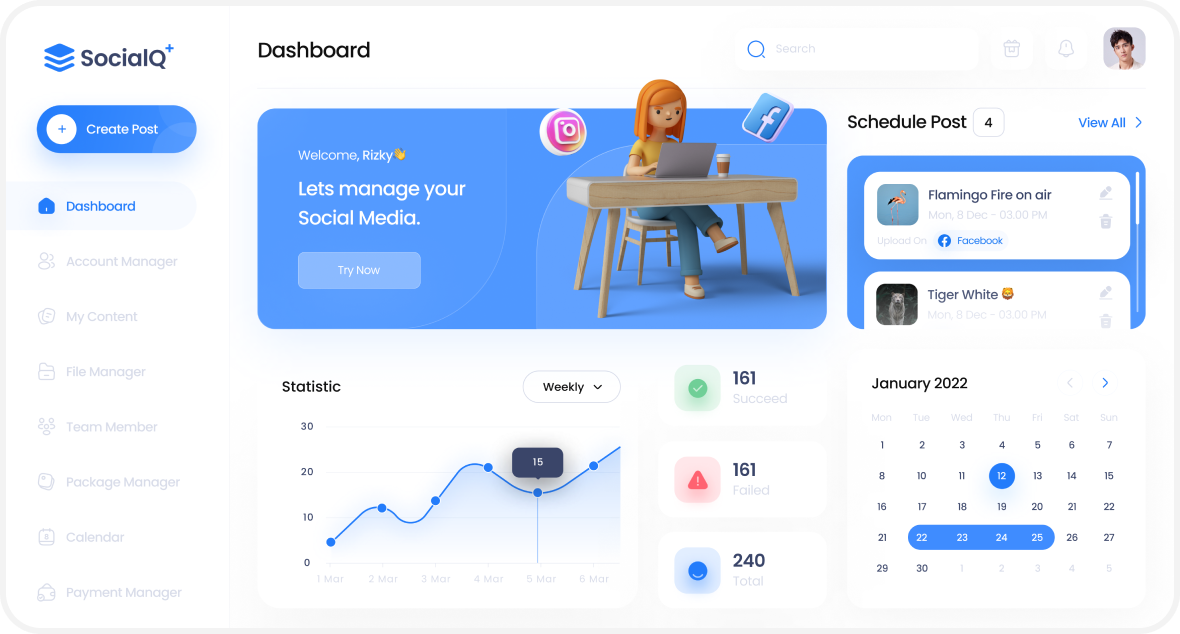 SocialQ+
Create Post
Dashboard
Account Manager
My Content
File Manager
Team Member
Package Manager
8
Calendar
Payment Manager
Dashboard
Search
Welcome, Rizky👋
Lets manage your
Social Media.
Try Now
Schedule Post 4
View All
Flamingo Fire on air
Mon, 8 Dec - 03.00 PM
Upload On Facebook
Tiger White 🦁
Mon, 8 Dec - 03.00 PM
Statistic
Weekly
30
20
10
0
15
1 Mar 2 Mar 3 Mar 4 Mar 5 Mar 6 Mar
161
Succeed
161
Failed
240
Total
January 2022
Mon Tue Wed Thu Fri Sat Sun
1 2 3 4 5 6 7
8 10 11 12 13 14 15
16 17 18 19 20 21 22
21 22 23 24 25 26 27
29 30 1 2 3 4 5